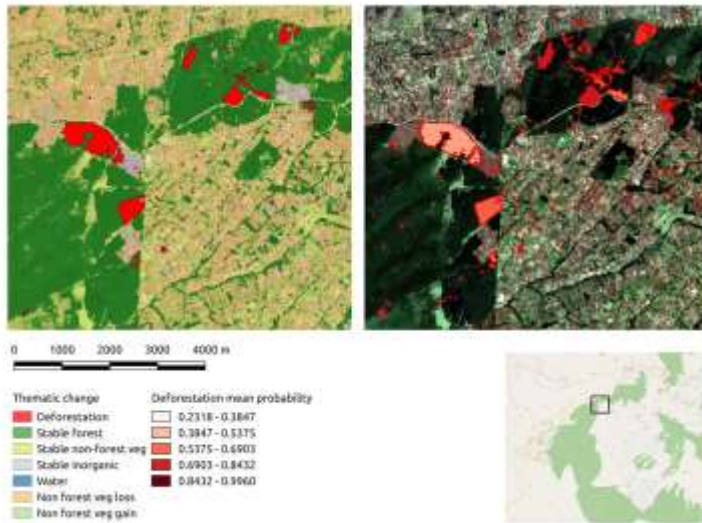 0 1000 2000 3000 4000 m
Thematic change
Deforestation
Stable forest
Stable non-forest veg
Stable inorganic
Water
Non forest veg loss
Non forest veg gain
Deforestation mean probability
0.2318 - 0.3847
0.3847 - 0.5375
0.5375 - 0.6903
0.6903 - 0.8432
0.8432 - 0.9960